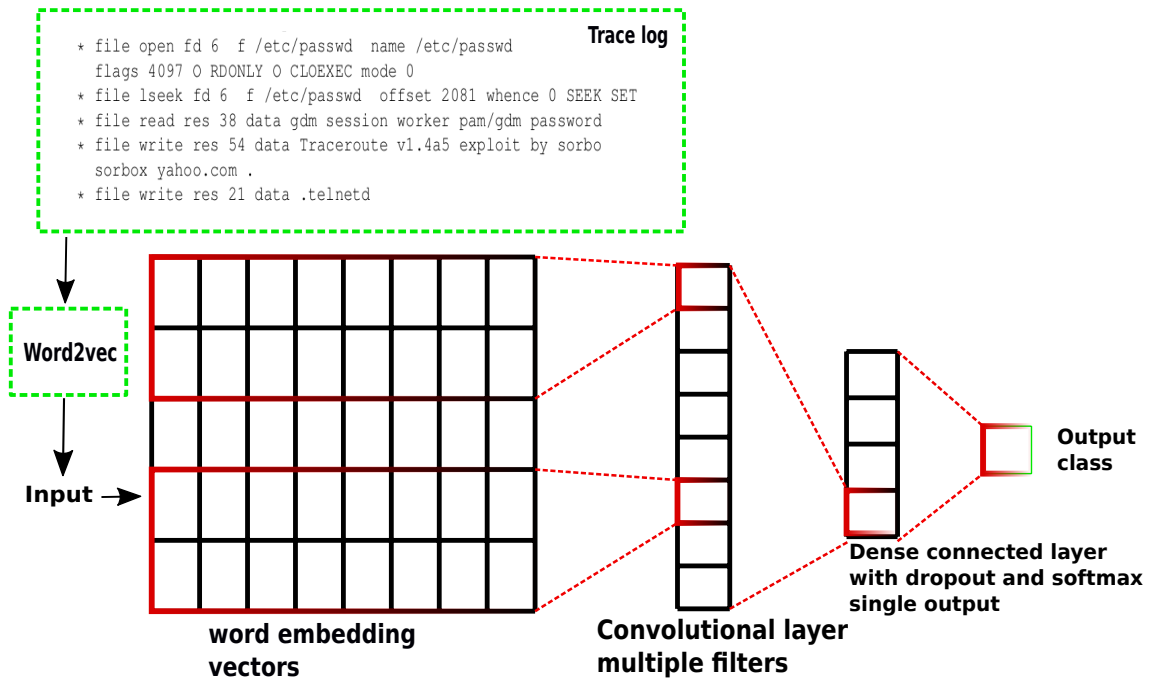 Trace log
* file open fd 6 f /etc/passwd name /etc/passwd
flags 4097 O RDONLY O CLOEXEC mode 0
* file lseek fd 6 f /etc/passwd offset 2081 whence 0 SEEK SET
* file read res 38 data gdm session worker pam/gdm password
* file write res 54 data Traceroute v1.4a5 exploit by sorbo
sorbox yahoo.com .
* file write res 21 data .telnetd
Word2vec
Input
word embedding
vectors
Convolutional layer
multiple filters
Dense connected layer
with dropout and softmax
single output
Output
class